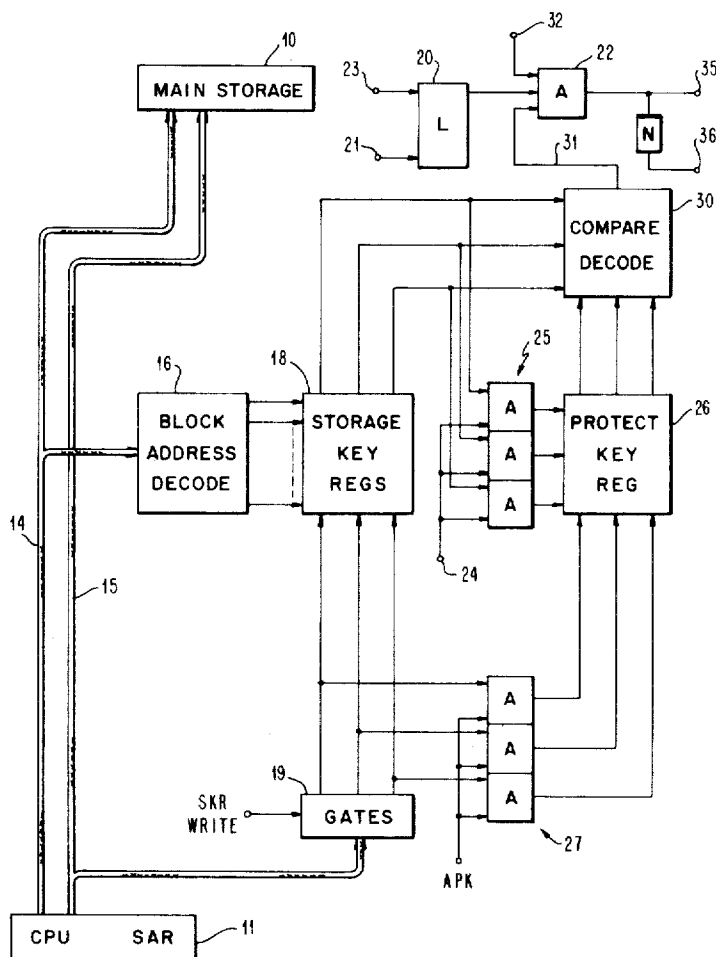 32
10
20
22
35
23
MAIN STORAGE
A
L
N
36
21
31
30
COMPARE
DECODE
25
16
18
26
BLOCK
ADDRESS
DECODE
STORAGE
KEY
REGS
A
A
A
PROTECT
KEY
REG
14
15
24
A
A
A
19
SKR
WRITE
GATES
27
APK
11
CPU SAR